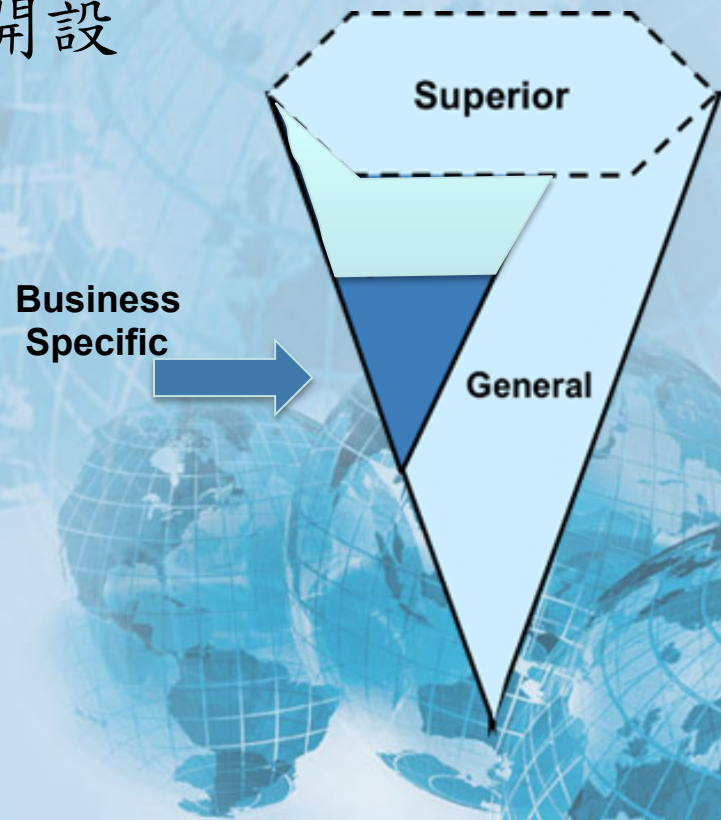 開設
Superior
Business
Specific
General